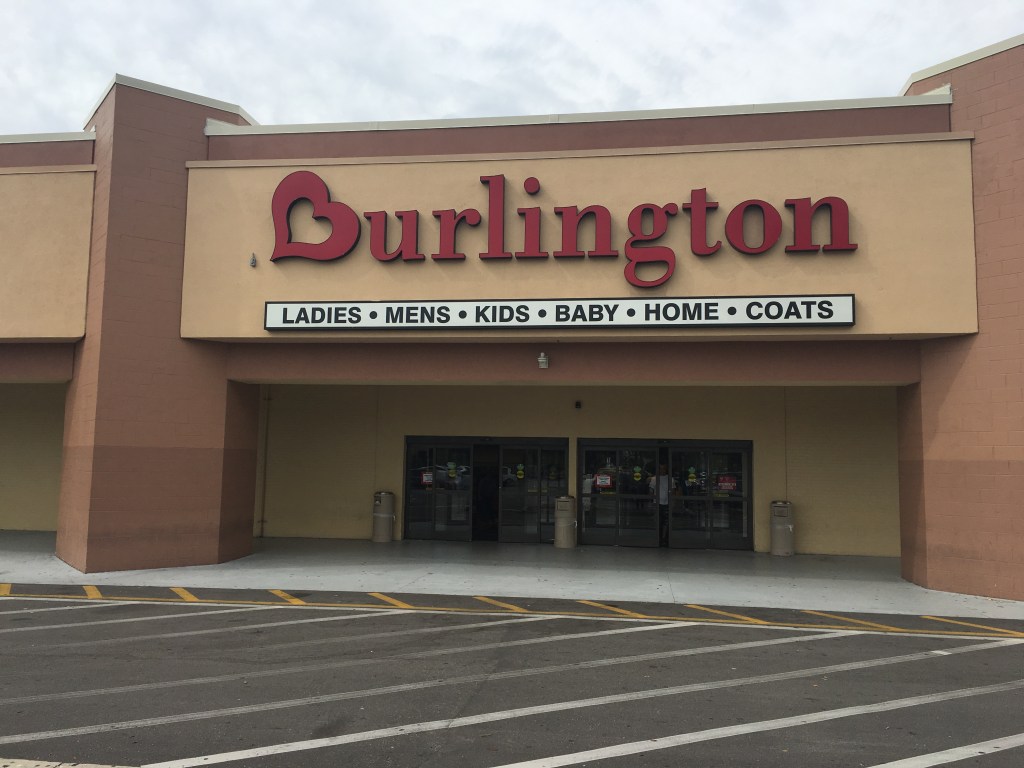 Burlington
LADIES • MENS • KIDS • BABY • HOME • COATS